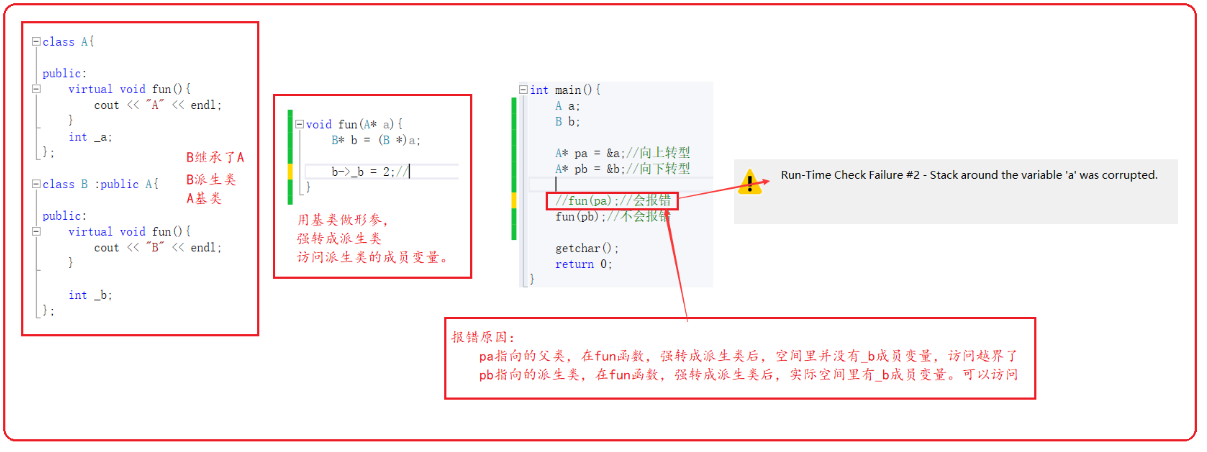 class A{
public:
virtual void fun(){
cout << "A" << endl;
}
int _a;
};
B继承了A
B派生类
A基类
class B :public A{
public:
virtual void fun(){
cout << "B" << endl;
}
int _b;
};
void fun(A* a){
B* b = (B *)a;
b->_b = 2;//
}
用基类做形参，
强转成派生类
访问派生类的成员变量。
int main(){
A a;
B b;
A* pa = &a;//向上转型
A* pb = &b;//向下转型
//fun(pa);//会报错
fun(pb);//不会报错
getchar();
return 0;
}
Run-Time Check Failure #2 - Stack around the variable 'a' was corrupted.
报错原因：
pa指向的父类，在fun函数，强转成派生类后，空间里并没有_b成员变量，访问越界了
pb指向的派生类，在fun函数，强转成派生类后，实际空间里有_b成员变量。可以访问